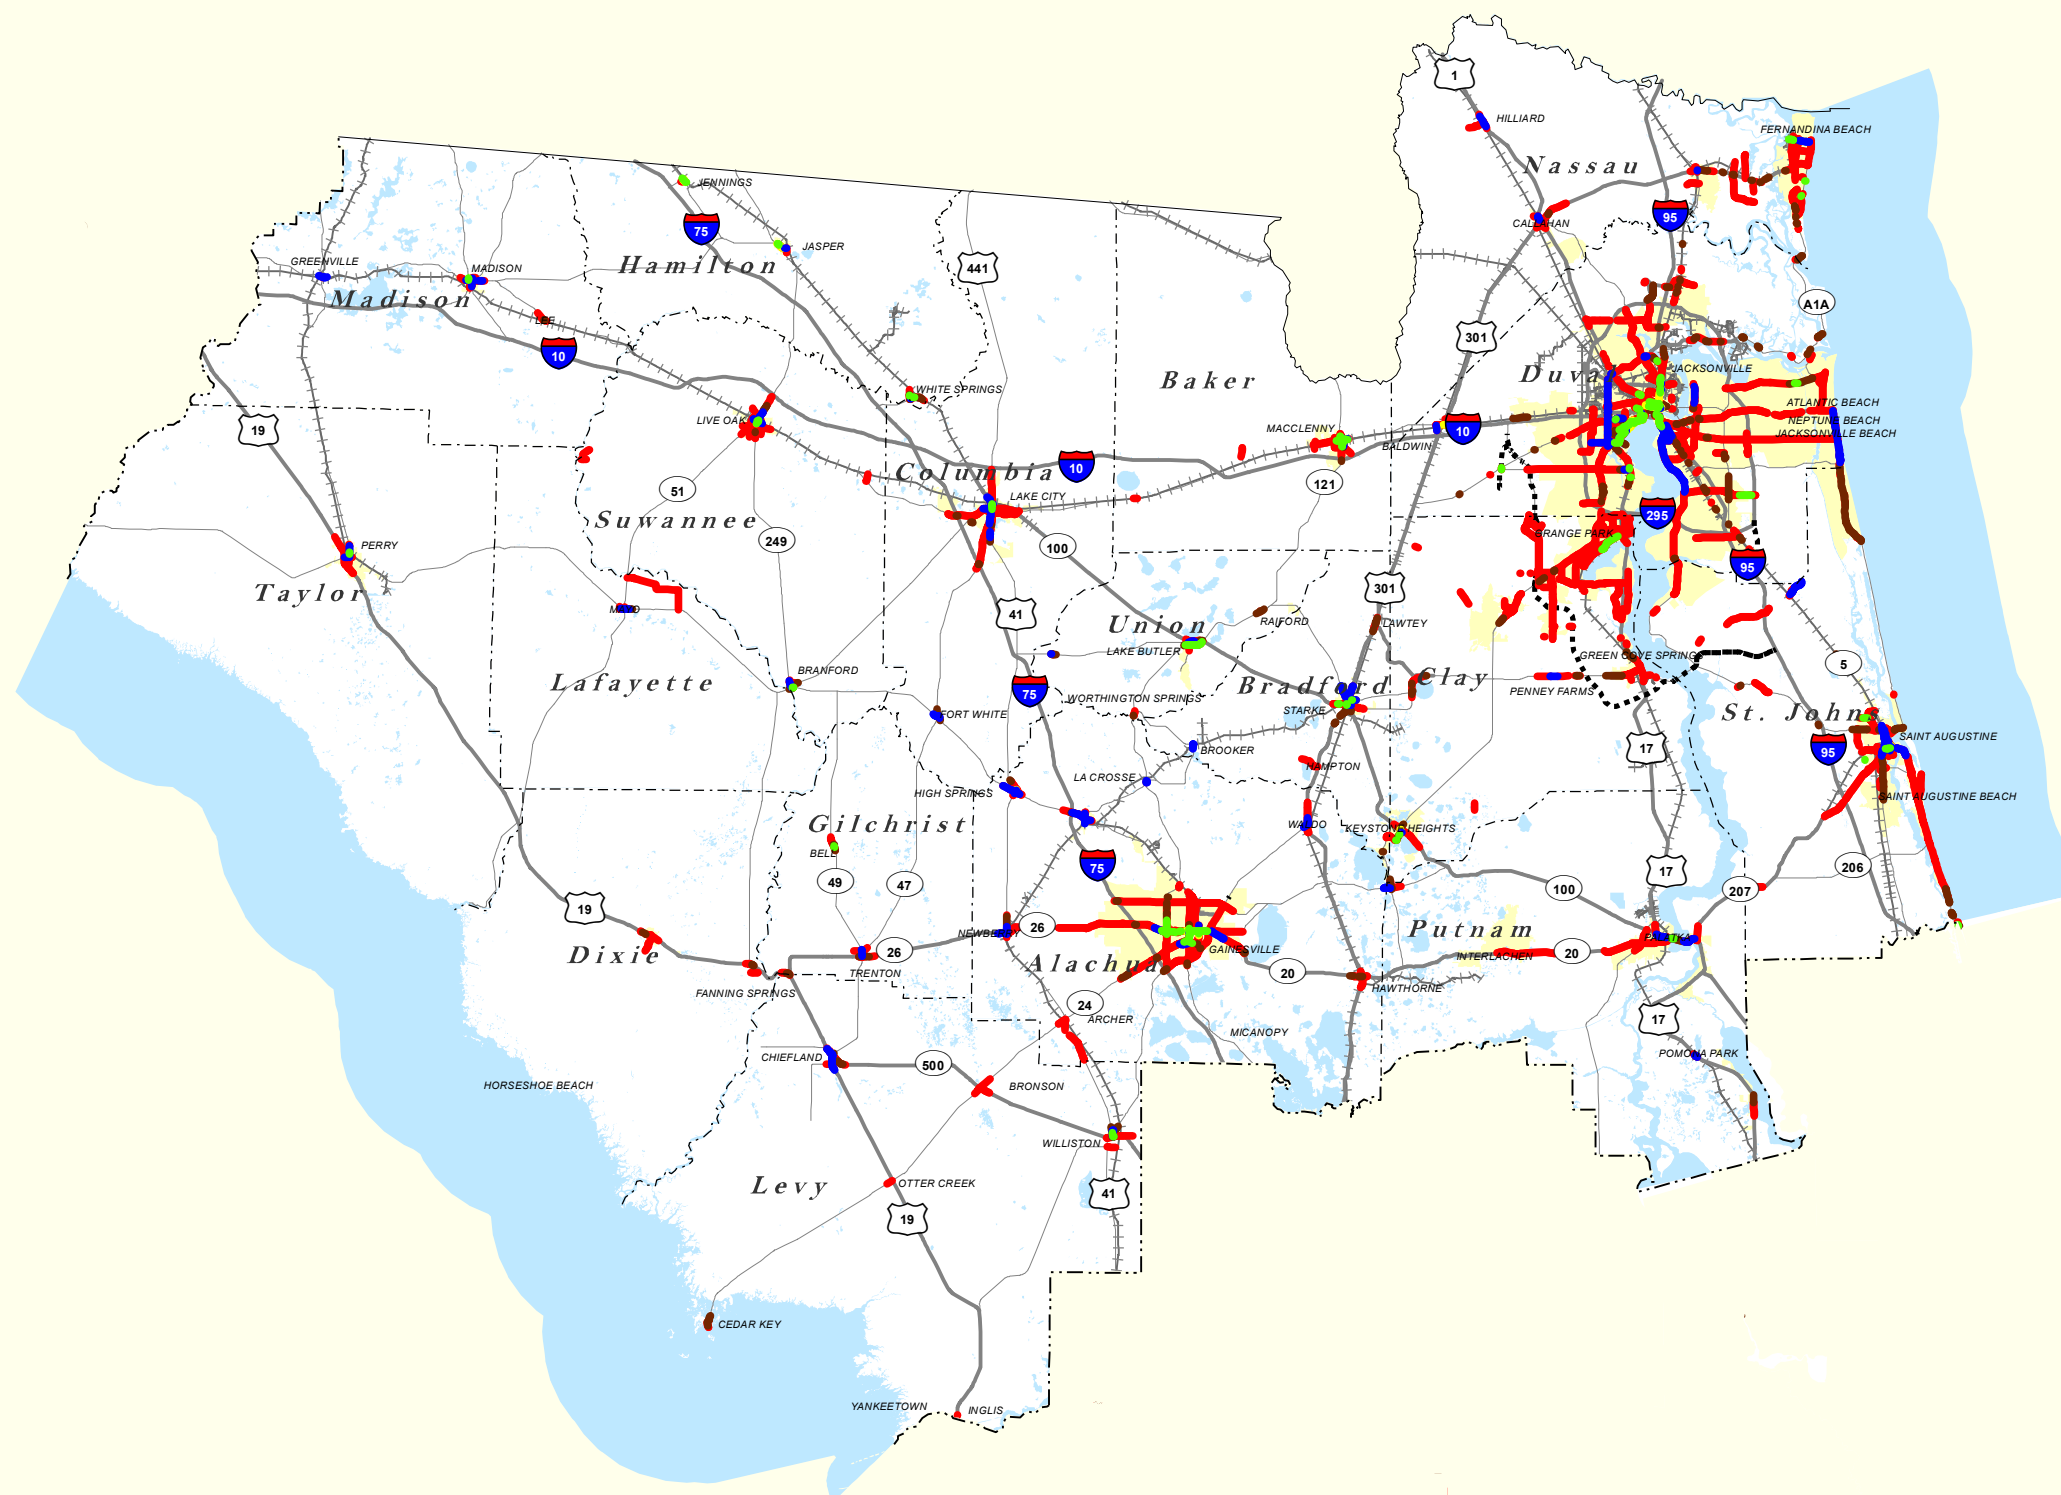 1
HILLIARD
FERNANDINA BEACH
Nassau
JENNINGS
95
CALLAHAN
75
JASPER
GREENVILLE
MADISON
Hamilton
441
Madison
A1A
LEE
301
10
JACKSONVILLE
Duval
Baker
WHITE SPRINGS
ATLANTIC BEACH
19
LIVE OAK
NEPTUNE BEACH
MACCLENNY
10
JACKSONVILLE BEACH
BALDWIN
Columbia
10
121
51
LAKE CITY
295
Suwannee
249
100
ORANGE PARK
PERRY
95
Taylor
301
MAYO
41
Union
RAIFORD
LAWTEY
LAKE BUTLER
GREEN COVE SPRINGS
5
BRANFORD
Lafayette
Clay
Bradford
75
PENNEY FARMS
WORTHINGTON SPRINGS
STARKE
FORT WHITE
St. Johns
SAINT AUGUSTINE
17
95
BROOKER
HAMPTON
LA CROSSE
HIGH SPRINGS
SAINT AUGUSTINE BEACH
Gilchrist
WALDO
KEYSTONE HEIGHTS
BELL
75
206
17
49
47
100
207
19
26
NEWBERRY
Putnam
PALATKA
GAINESVILLE
26
20
Dixie
INTERLACHEN
Alachua
TRENTON
20
HAWTHORNE
FANNING SPRINGS
24
ARCHER
17
MICANOPY
CHIEFLAND
POMONA PARK
500
HORSESHOE BEACH
BRONSON
WILLISTON
OTTER CREEK
Levy
41
19
CEDAR KEY
YANKEETOWN
INGLIS